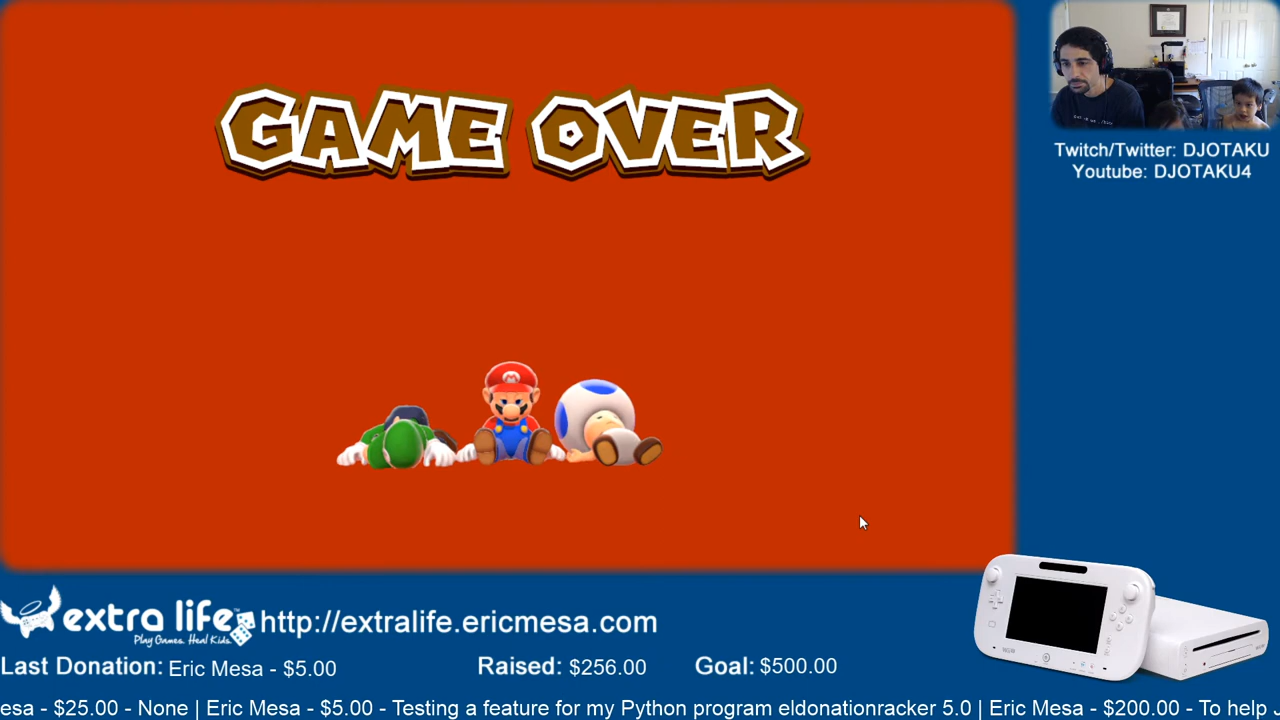 GAME OVER
Twitch/Twitter: DJOTAKU
Youtube: DJOTAKU4
extra life
Play Games. Heal Kids.
http://extralife.ericmesa.com
Last Donation: Eric Mesa - $5.00
Raised: $256.00
Goal: $500.00
esa - $25.00 - None | Eric Mesa - $5.00 - Testing a feature for my Python program eldonationracker 5.0 | Eric Mesa - $200.00 - To help